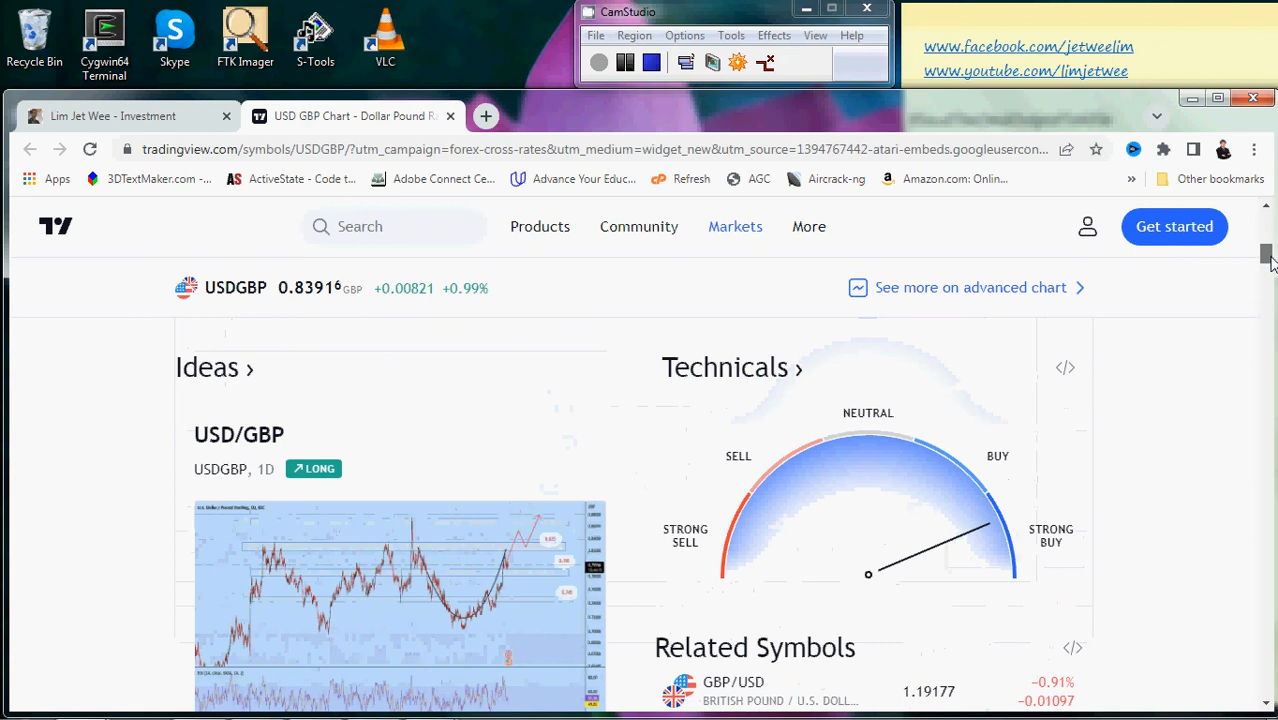 CamStudio
File Region Options Tools Effects View Help
www.facebook.com/jetweelim
www.youtube.com/limjetwee
Recycle Bin
Cygwin64 Terminal
Skype
FTK Imager
S-Tools
VLC
Lim Jet Wee - Investment
USD GBP Chart - Dollar Pound Ra
tradingview.com/symbols/USDGBP/?utm_campaign=forex-cross-rates&utm_medium=widget_new&utm_source=1394767442-atari-embeds.googleusercon...
Apps 3DTextMaker.com -... ActiveState - Code t... Adobe Connect Ce... Advance Your Educ... Refresh AGC Aircrack-ng Amazon.com: Onlin... » Other bookmarks
Search Products Community Markets More Get started
USDGBP 0.83916 GBP +0.00821 +0.99% See more on advanced chart >
Ideas ›
USD/GBP
USDGBP, 1D LONG
Technicals ›
NEUTRAL
SELL BUY
STRONG SELL
STRONG BUY
Related Symbols
GBP/USD 1.19177 −0.91%
BRITISH POUND / U.S. DOLL... −0.01097